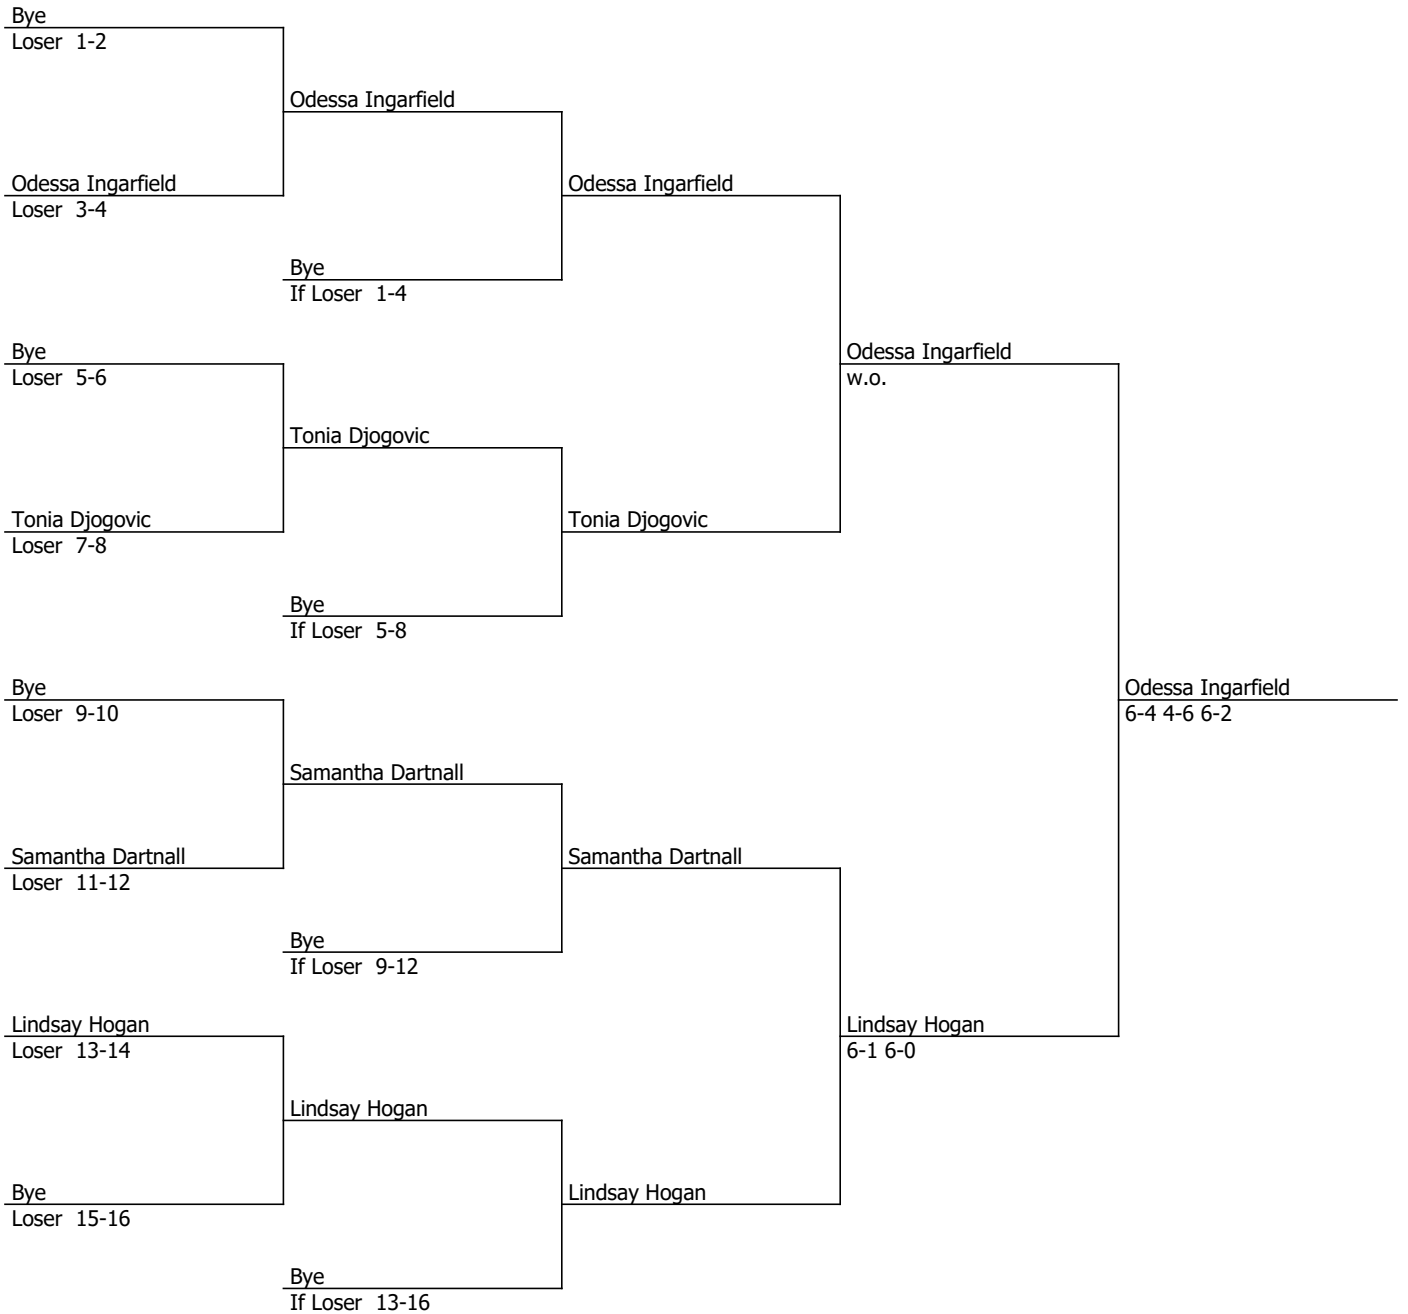 Bye
Loser 1-2
Odessa Ingarfield
Odessa Ingarfield
Loser 3-4
Odessa Ingarfield
Bye
If Loser 1-4
Bye
Loser 5-6
Odessa Ingarfield
w.o.
Tonia Djogovic
Tonia Djogovic
Loser 7-8
Tonia Djogovic
Bye
If Loser 5-8
Bye
Loser 9-10
Odessa Ingarfield
6-4 4-6 6-2
Samantha Dartnall
Samantha Dartnall
Loser 11-12
Samantha Dartnall
Bye
If Loser 9-12
Lindsay Hogan
Loser 13-14
Lindsay Hogan
6-1 6-0
Lindsay Hogan
Bye
Loser 15-16
Lindsay Hogan
Bye
If Loser 13-16